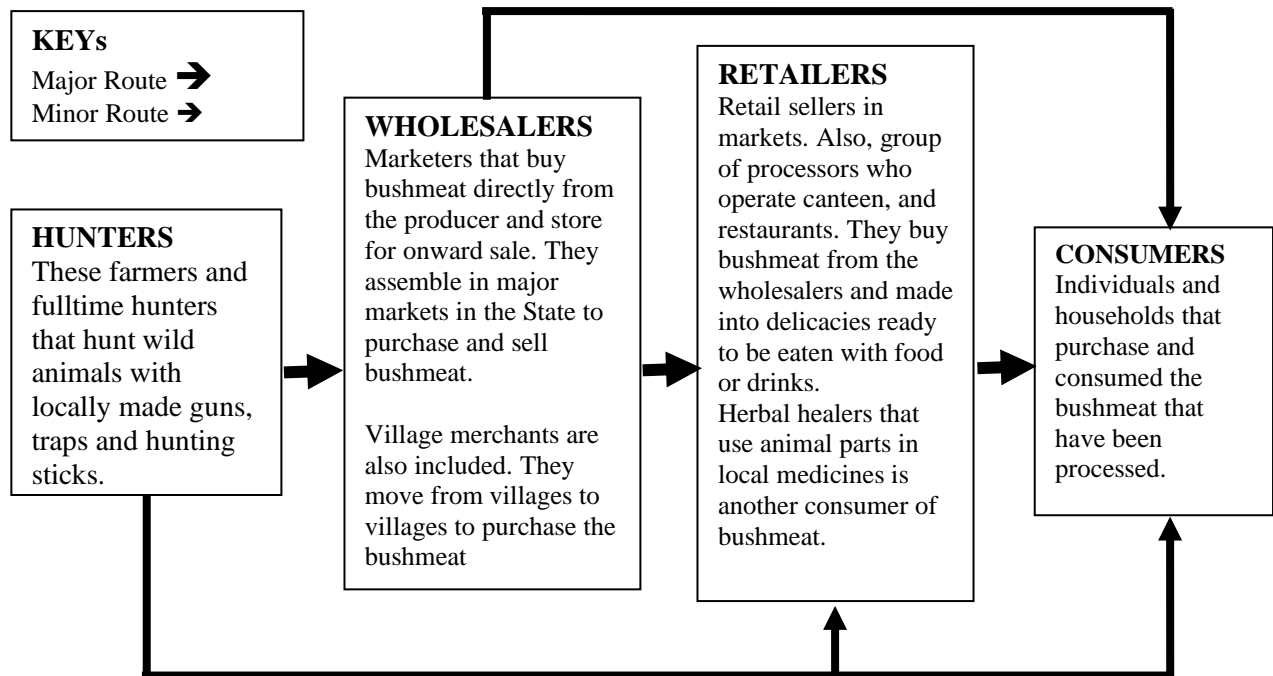 KEYs
Major Route ➔
Minor Route ➔
HUNTERS
These farmers and
fulltime hunters
that hunt wild
animals with
locally made guns,
traps and hunting
sticks.
WHOLESALERS
Marketers that buy
bushmeat directly from
the producer and store
for onward sale. They
assemble in major
markets in the State to
purchase and sell
bushmeat.
Village merchants are
also included. They
move from villages to
villages to purchase the
bushmeat
RETAILERS
Retail sellers in
markets. Also, group
of processors who
operate canteen, and
restaurants. They buy
bushmeat from the
wholesalers and made
into delicacies ready
to be eaten with food
or drinks.
Herbal healers that
use animal parts in
local medicines is
another consumer of
bushmeat.
CONSUMERS
Individuals and
households that
purchase and
consumed the
bushmeat that
have been
processed.